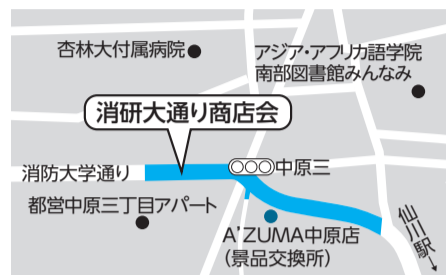 杏林大付属病院
アジア・アフリカ語学院
南部図書館みんなみ
消研大通り商店会
消防大学通り
中原三
都営中原三丁目アパート
A'ZUMA中原店
(景品交換所)
仙川駅